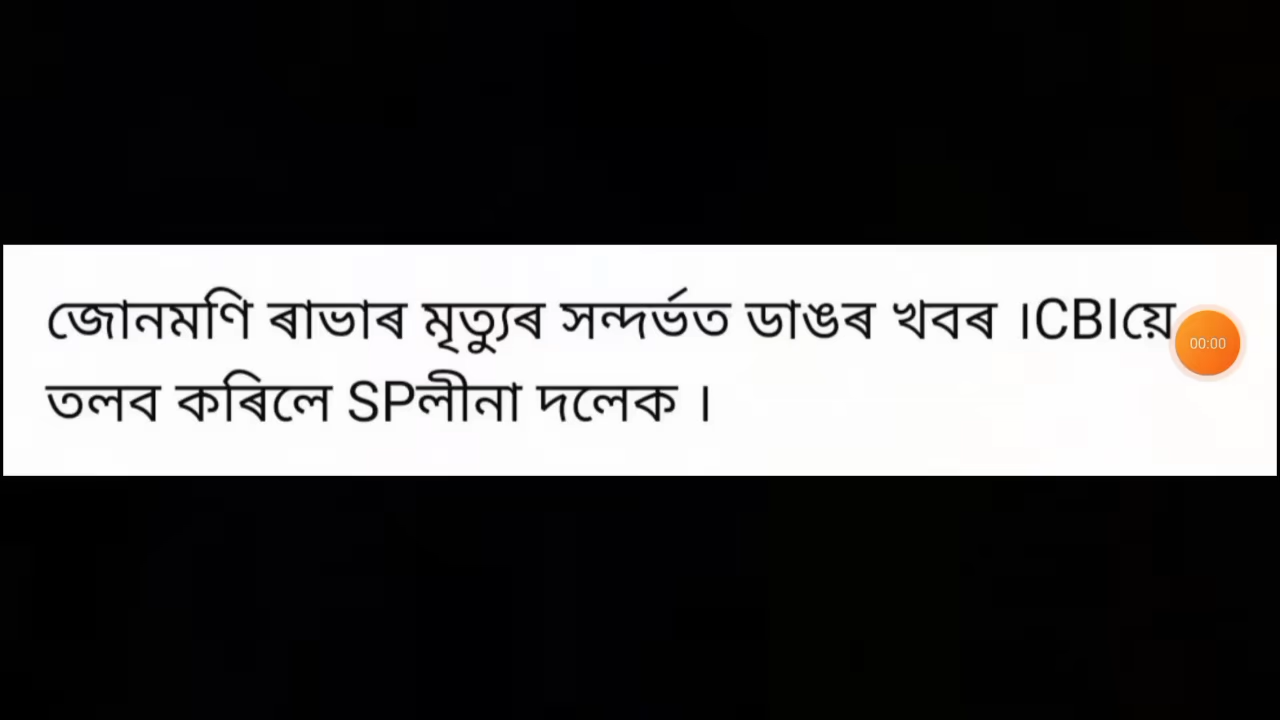 জোনমণি ৰাভাৰ মৃত্যুৰ সন্দৰ্ভত ডাঙৰ খবৰ ।CBIয়ে
তলব কৰিলে SPলীনা দলেক ।
00:00